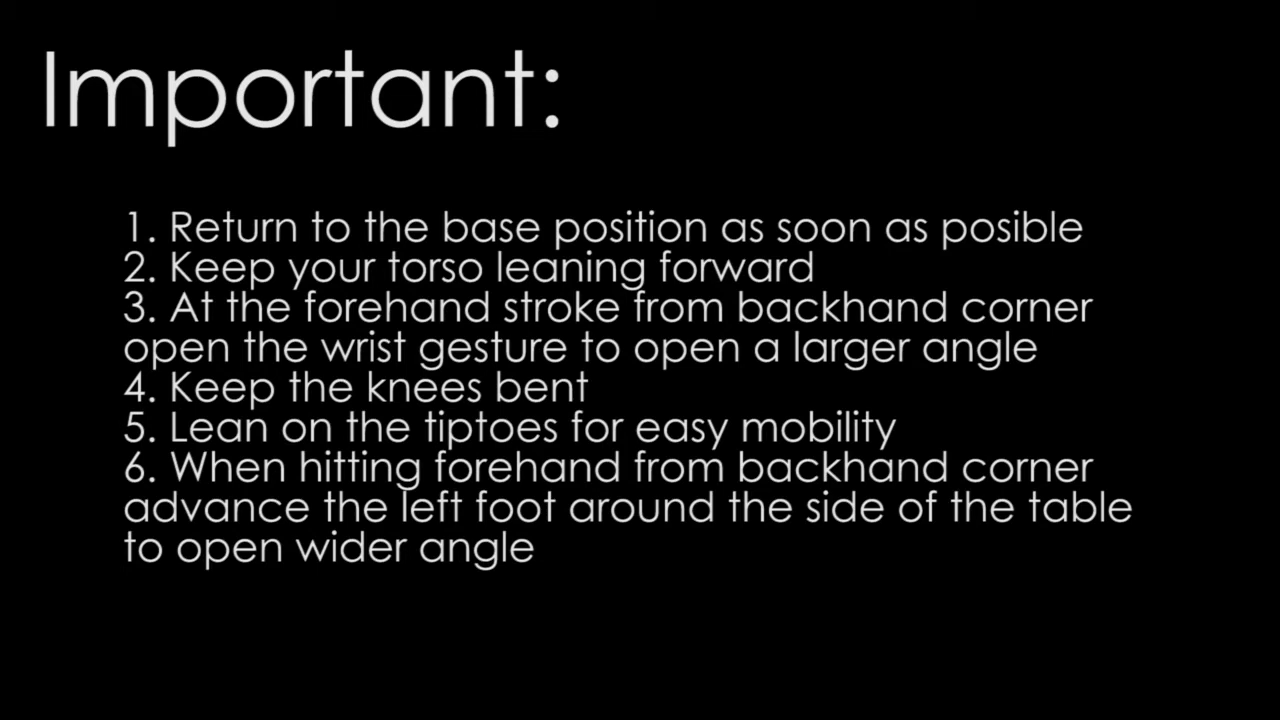 Important:
1. Return to the base position as soon as posible
2. Keep your torso leaning forward
3. At the forehand stroke from backhand corner
open the wrist gesture to open a larger angle
4. Keep the knees bent
5. Lean on the tiptoes for easy mobility
6. When hitting forehand from backhand corner
advance the left foot around the side of the table
to open wider angle